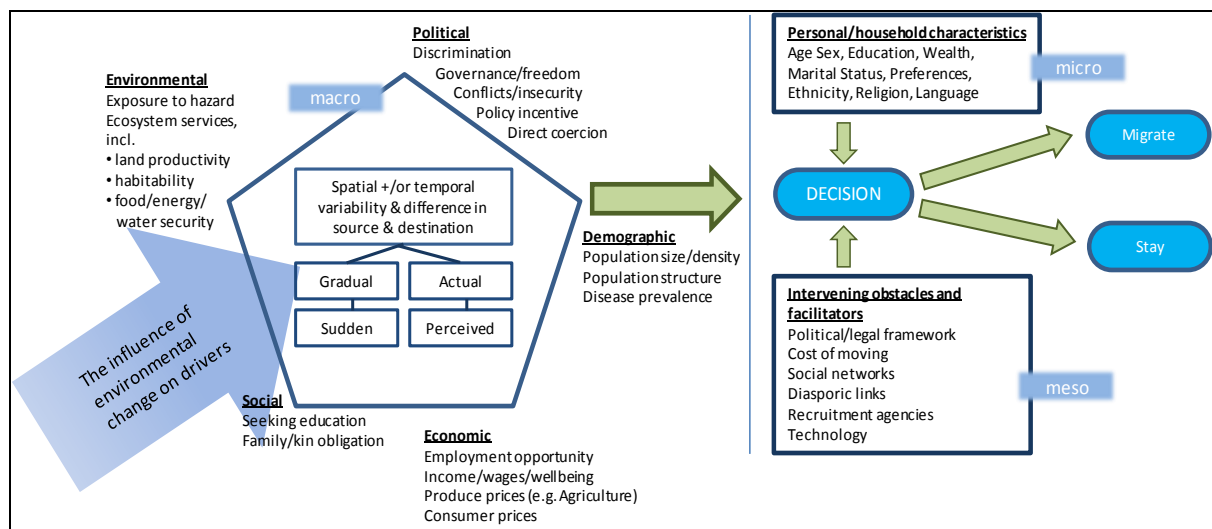 Political
Discrimination
Governance/freedom
Conflicts/insecurity
Policy incentive
Direct coercion
Environmental
Exposure to hazard
Ecosystem services,
incl.
• land productivity
• habitability
• food/energy/
water security
macro
Spatial +/or temporal
variability & difference in
source & destination
Gradual
Actual
Sudden
Perceived
The influence of
environmental
change on drivers
Demographic
Population size/density
Population structure
Disease prevalence
Social
Seeking education
Family/kin obligation
Economic
Employment opportunity
Income/wages/wellbeing
Produce prices (e.g. Agriculture)
Consumer prices
Personal/household characteristics
Age Sex, Education, Wealth,
Marital Status, Preferences,
Ethnicity, Religion, Language
micro
DECISION
Migrate
Stay
Intervening obstacles and
facilitators
Political/legal framework
Cost of moving
Social networks
Diasporic links
Recruitment agencies
Technology
meso